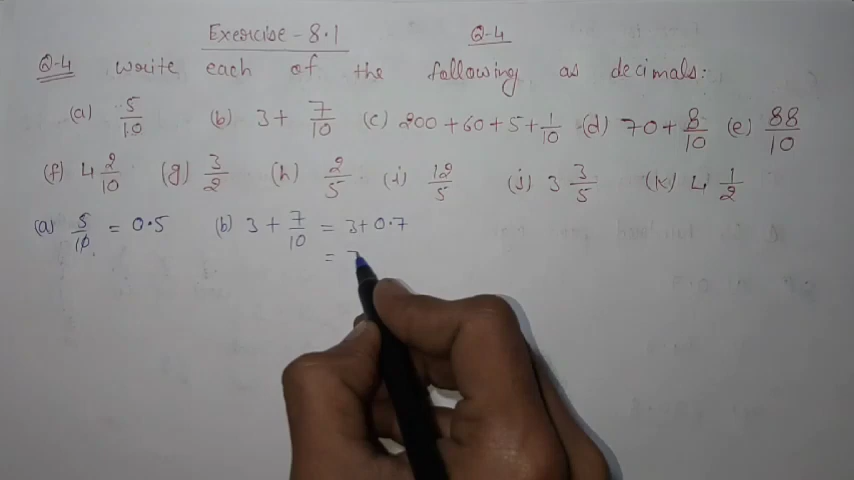 Exercise - 8.1 Q-4
Q-4 Write each of the following as decimals:
(a) 5/10 (b) 3 + 7/10 (c) 200 + 60 + 5 + 1/10 (d) 70 + 8/10 (e) 88/10
(f) 4 2/10 (g) 3/2 (h) 2/5 (i) 12/5 (j) 3 3/5 (k) 4 1/2
(a) 5/10 = 0.5 (b) 3 + 7/10 = 3 + 0.7
=